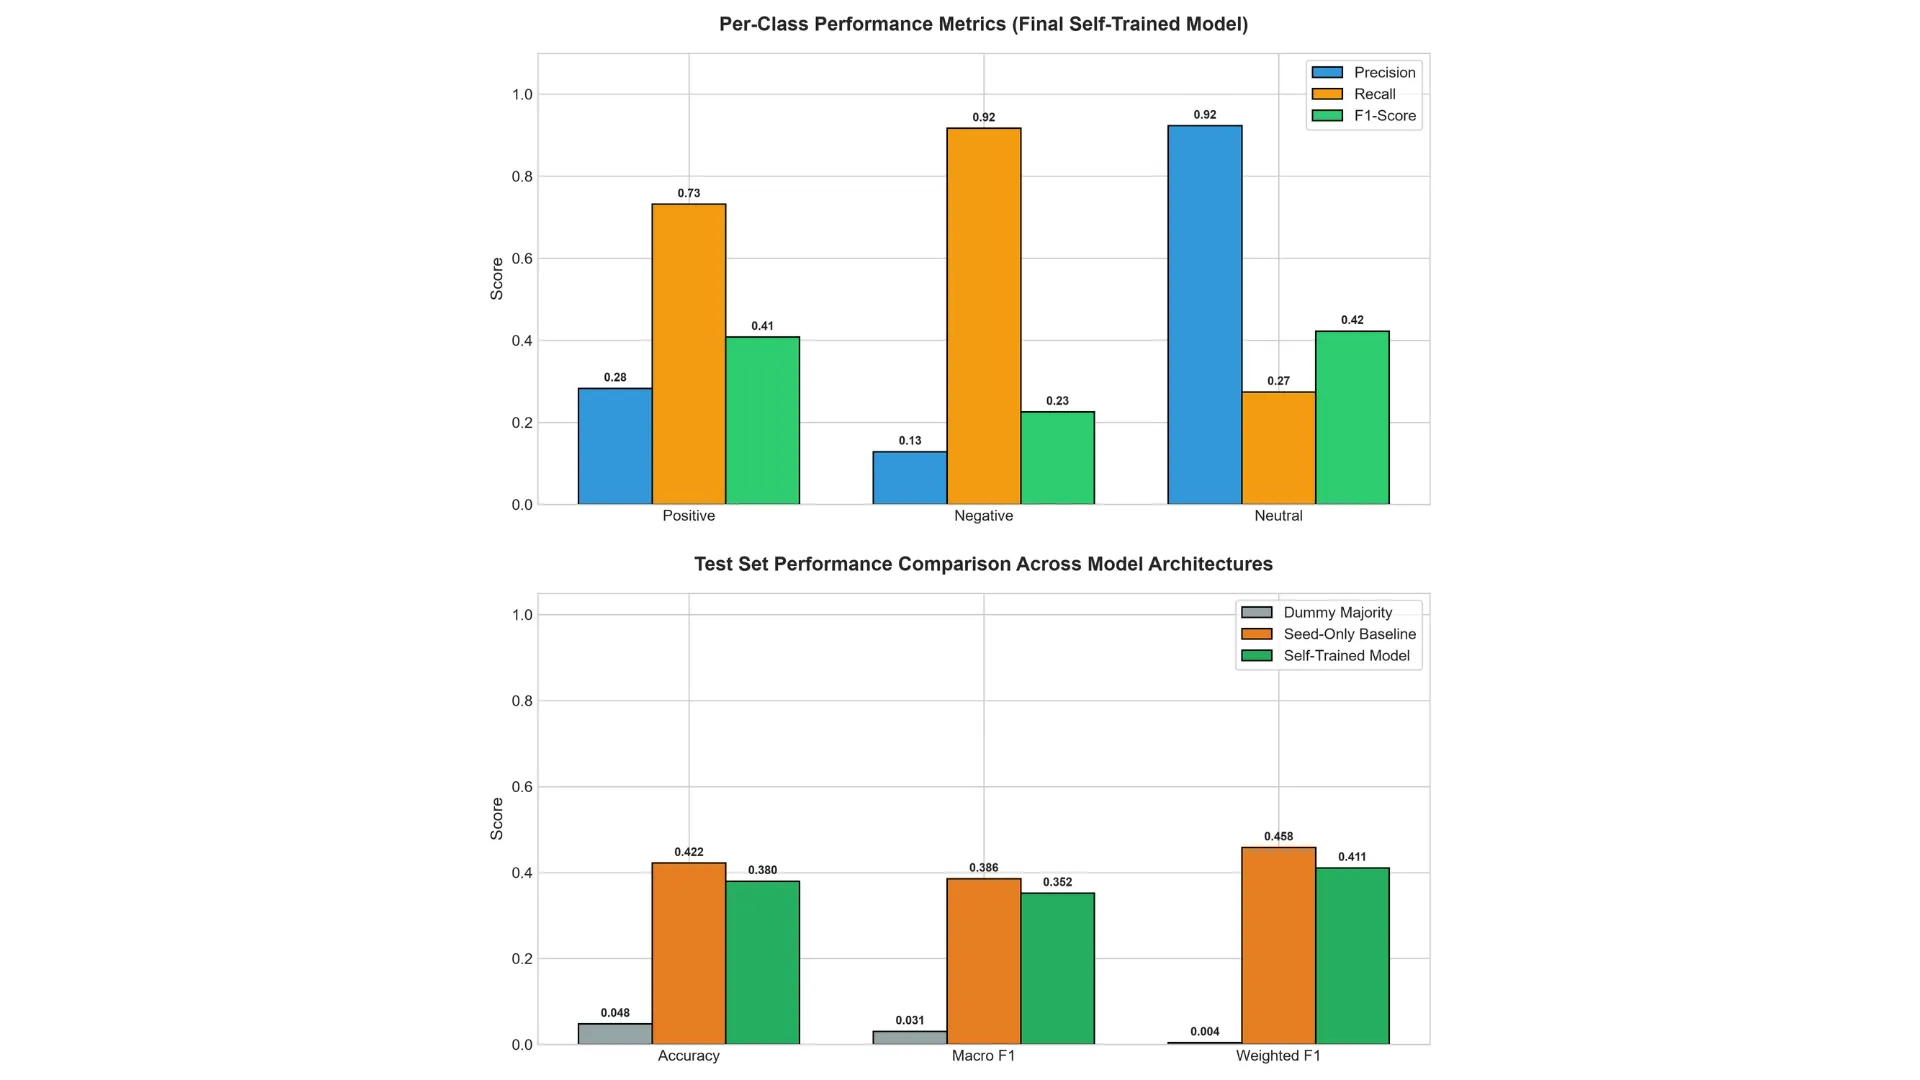 Per-Class Performance Metrics (Final Self-Trained Model)
Precision
Recall
F1-Score
Score
1.0
0.8
0.6
0.4
0.2
0.0
0.28
0.73
0.41
0.13
0.92
0.23
0.92
0.27
0.42
Positive
Negative
Neutral
Test Set Performance Comparison Across Model Architectures
Dummy Majority
Seed-Only Baseline
Self-Trained Model
Score
1.0
0.8
0.6
0.4
0.2
0.0
0.048
0.422
0.380
0.031
0.386
0.352
0.004
0.458
0.411
Accuracy
Macro F1
Weighted F1